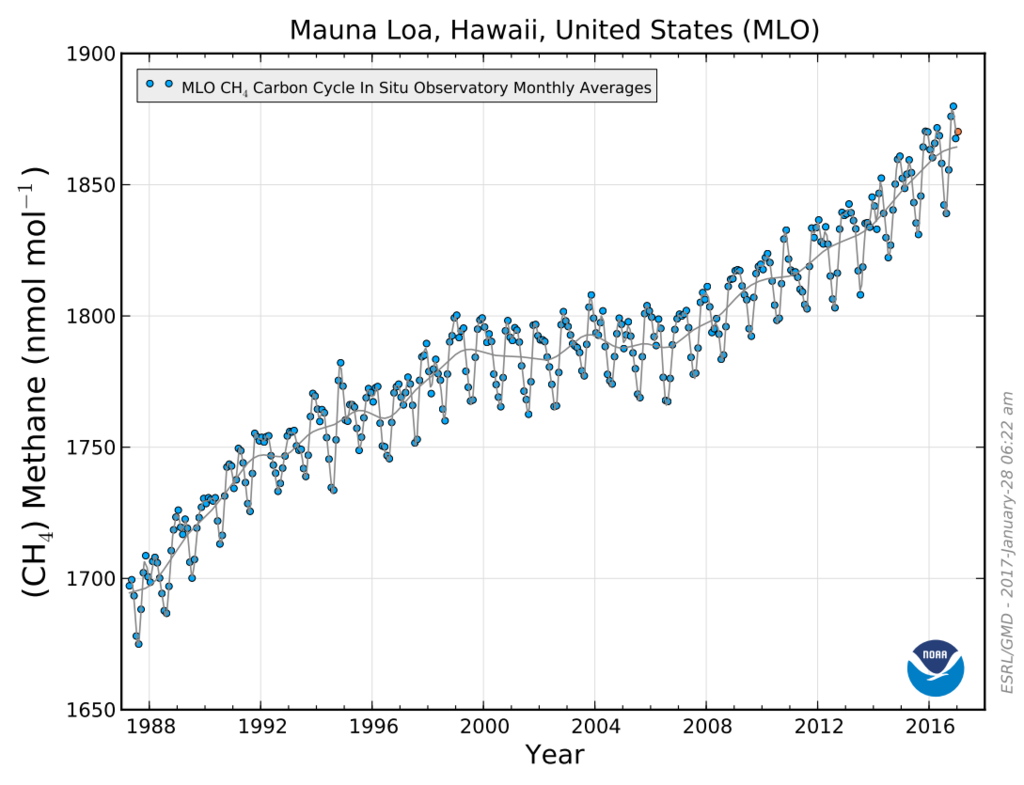 Mauna Loa, Hawaii, United States (MLO)
MLO CH₄ Carbon Cycle In Situ Observatory Monthly Averages
(CH₄) Methane (nmol mol⁻¹)
1900
1850
1800
1750
1700
1650
1988 1992 1996 2000 2004 2008 2012 2016
Year
NOAA
ESRL/GMD - 2017-January-28 06:22 am